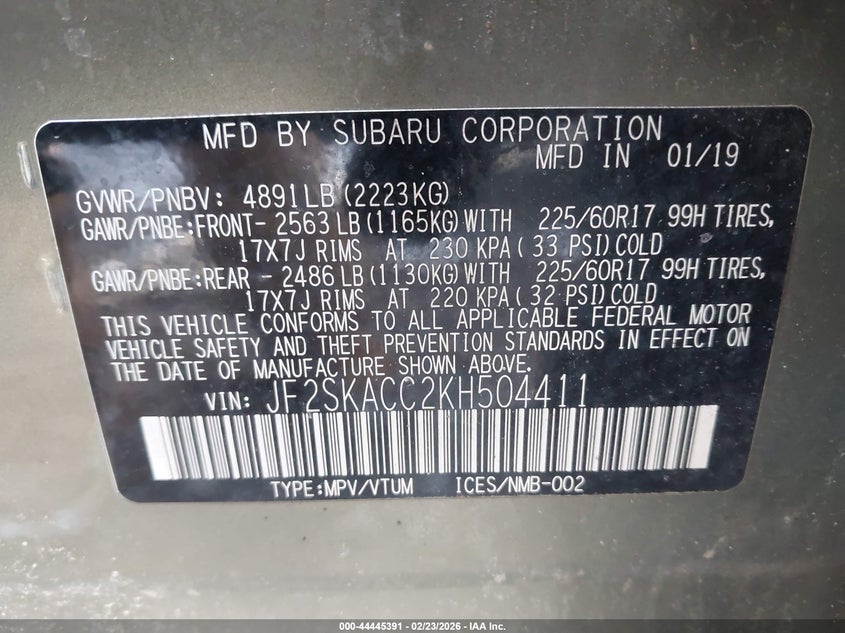 MFD BY SUBARU CORPORATION
MFD IN 01/19
GVWR/PNBV: 4891LB(2223KG)
GAWR/PNBE:FRONT- 2563LB(1165KG)WITH 225/60R17 99H TIRES,
17X7J RIMS AT 230 KPA( 33 PSI)COLD
GAWR/PNBE:REAR - 2486LB(1130KG)WITH 225/60R17 99H TIRES,
17X7J RIMS AT 220 KPA( 32 PSI)COLD
THIS VEHICLE CONFORMS TO ALL APPLICABLE FEDERAL MOTOR
VEHICLE SAFETY AND THEFT PREVENTION STANDARDS IN EFFECT ON
THE DATE OF MANUFACTURE SHOWN ABOVE.
VIN: JF2SKACC2KH504411
TYPE:MPV/VTUM ICES/NMB-002
000-44445391 - 02/23/2026 - IAA Inc.